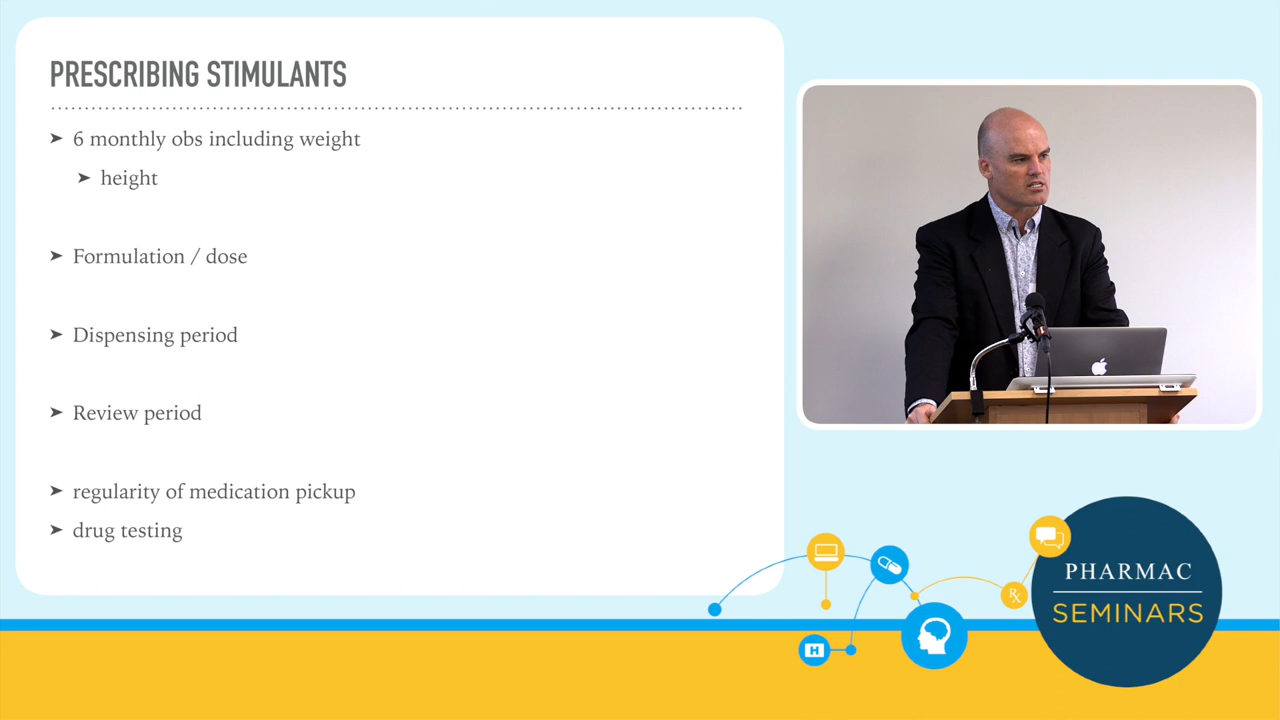 PRESCRIBING STIMULANTS
➤ 6 monthly obs including weight
➤ height
➤ Formulation / dose
➤ Dispensing period
➤ Review period
➤ regularity of medication pickup
➤ drug testing
PHARMAC
SEMINARS
Rx
H